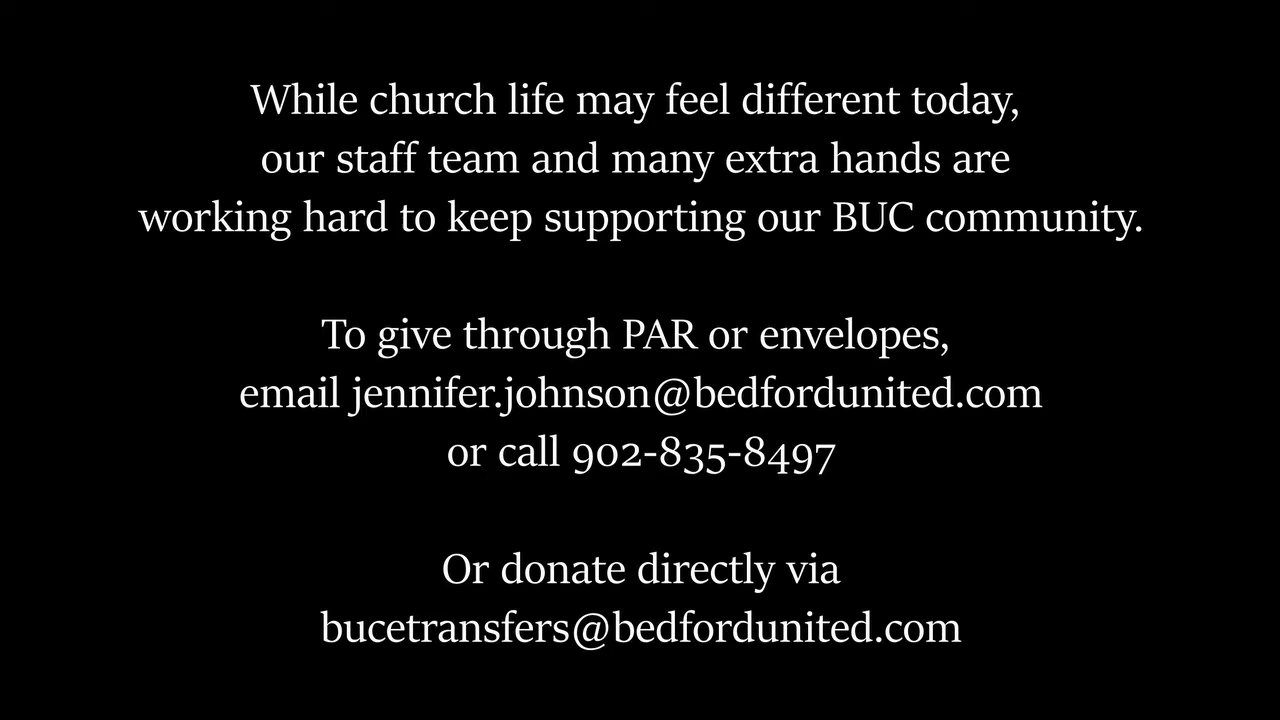 While church life may feel different today,
our staff team and many extra hands are
working hard to keep supporting our BUC community.
To give through PAR or envelopes,
email jennifer.johnson@bedfordunited.com
or call 902-835-8497
Or donate directly via
bucetransfers@bedfordunited.com